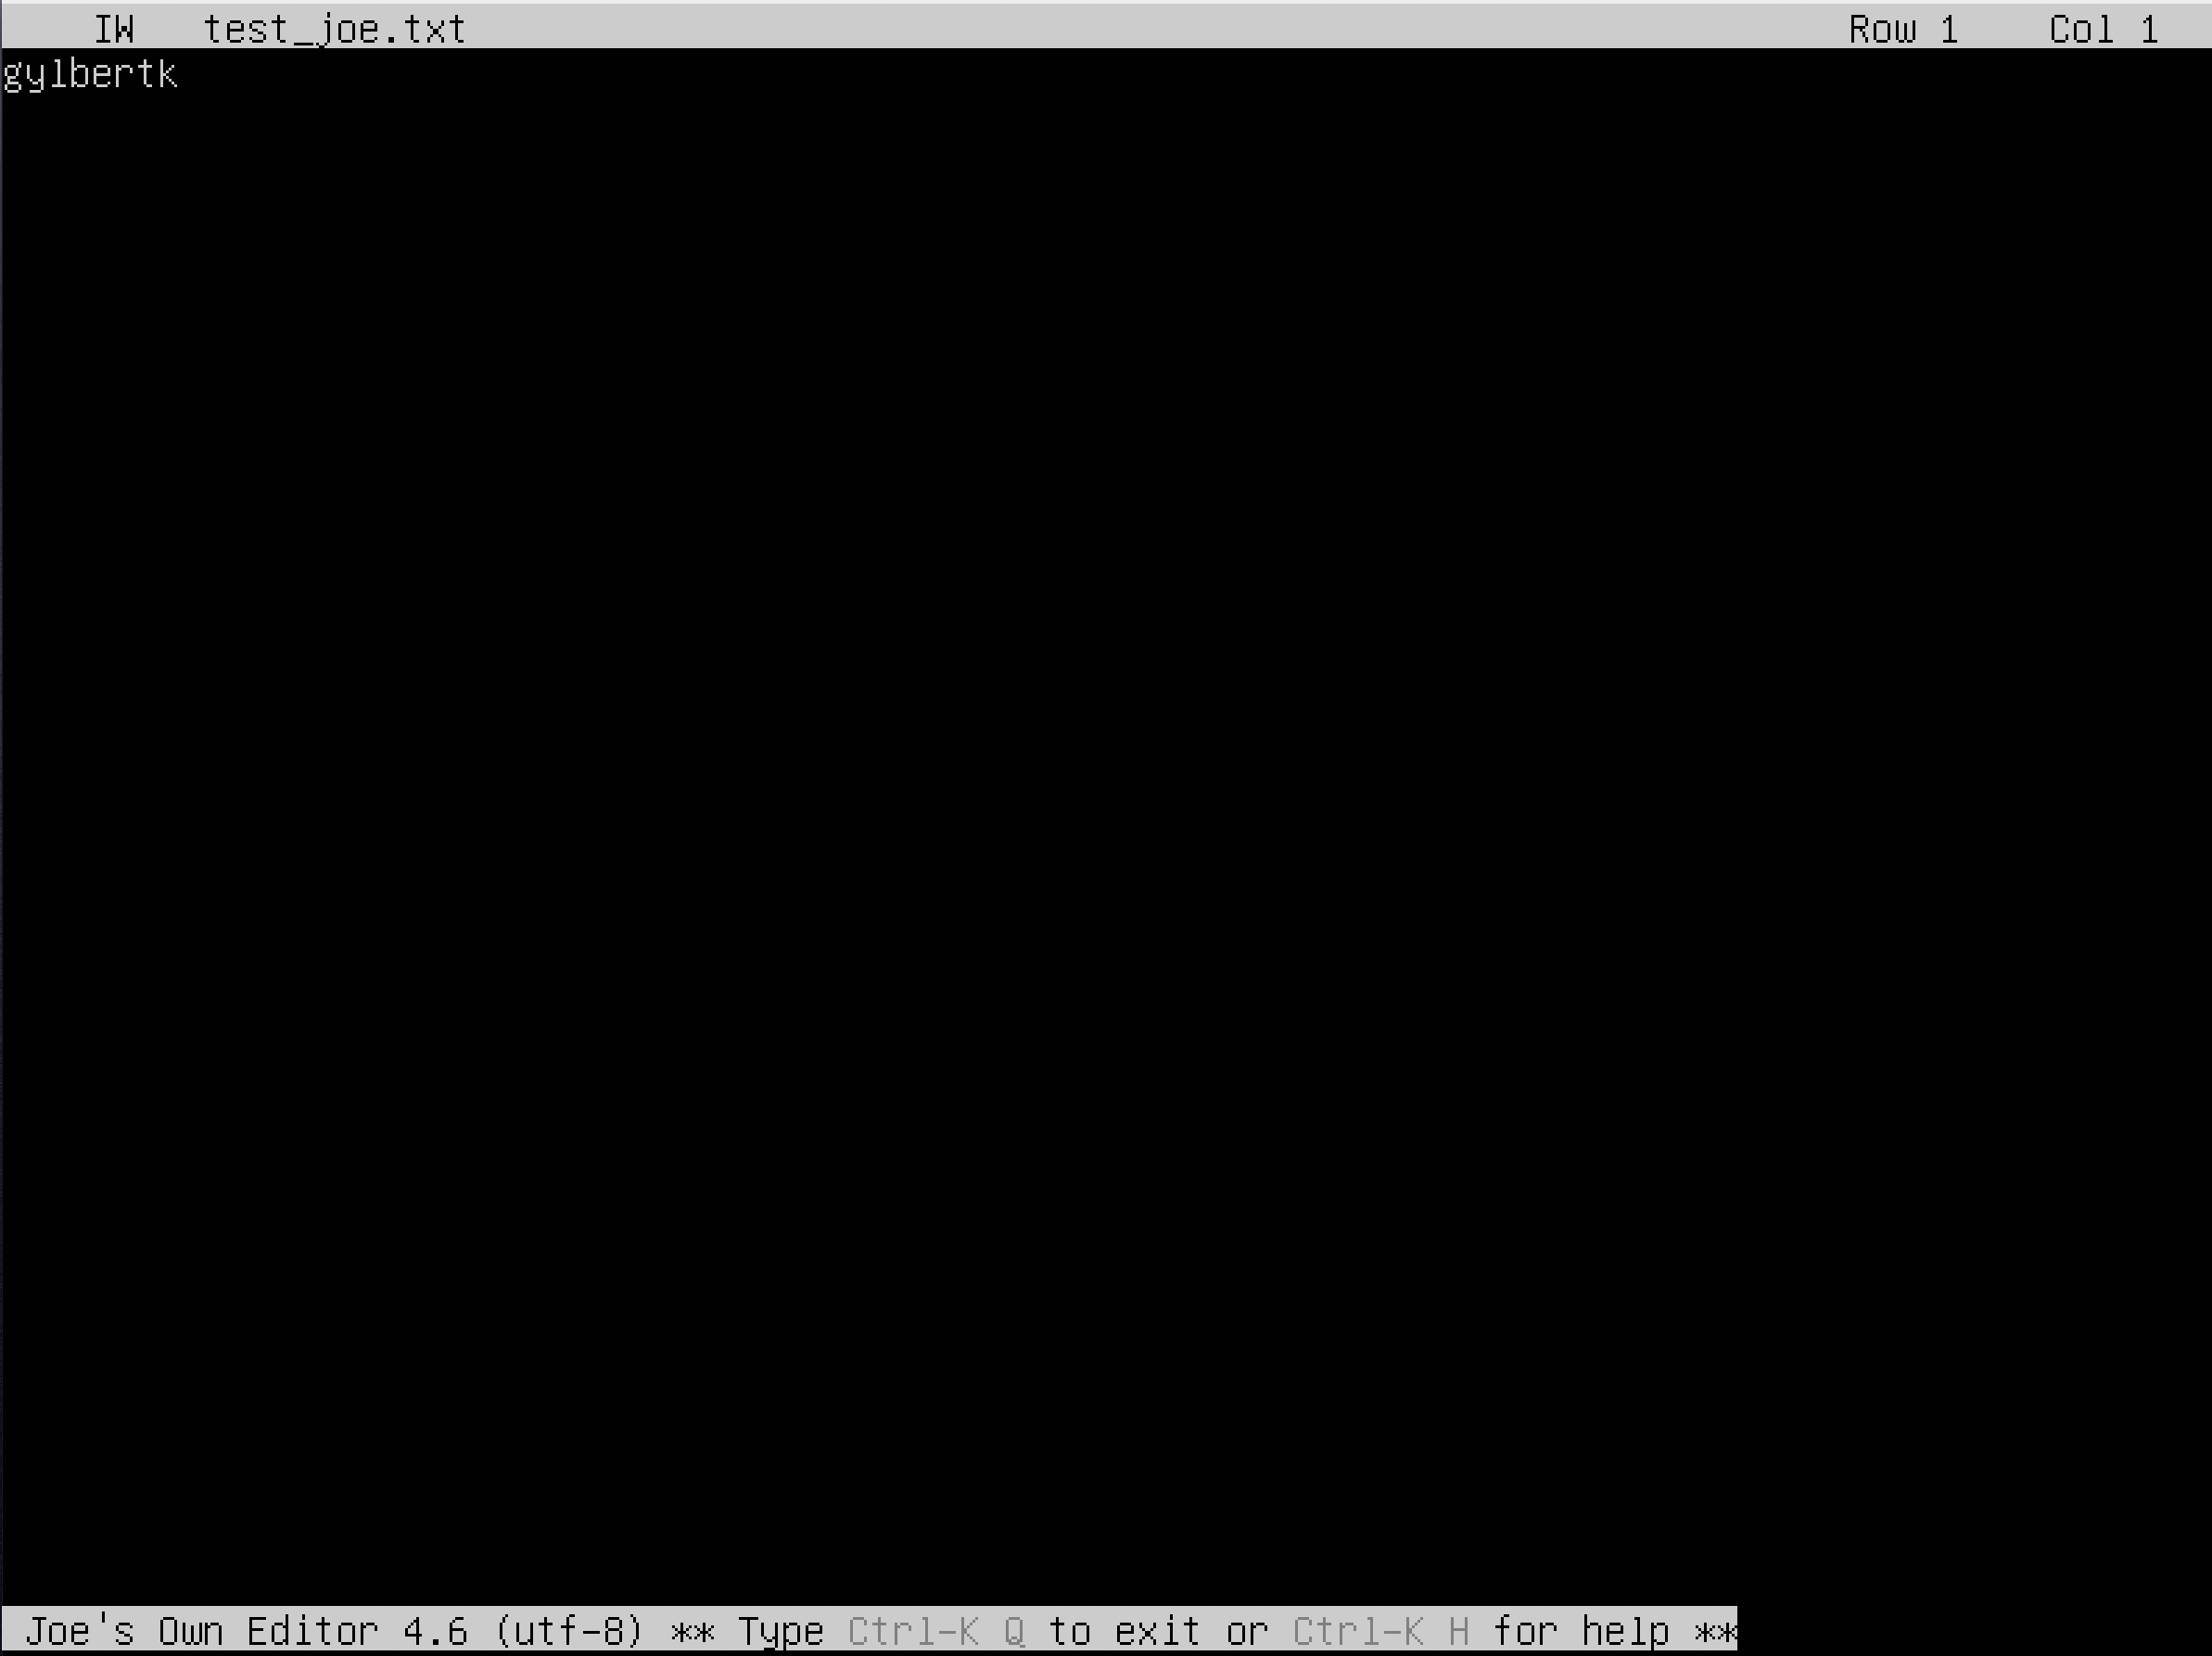 IW test_joe.txt Row 1 Col 1
gylbertk
Joe's Own Editor 4.6 (utf-8) ** Type Ctrl-K Q to exit or Ctrl-K H for help **